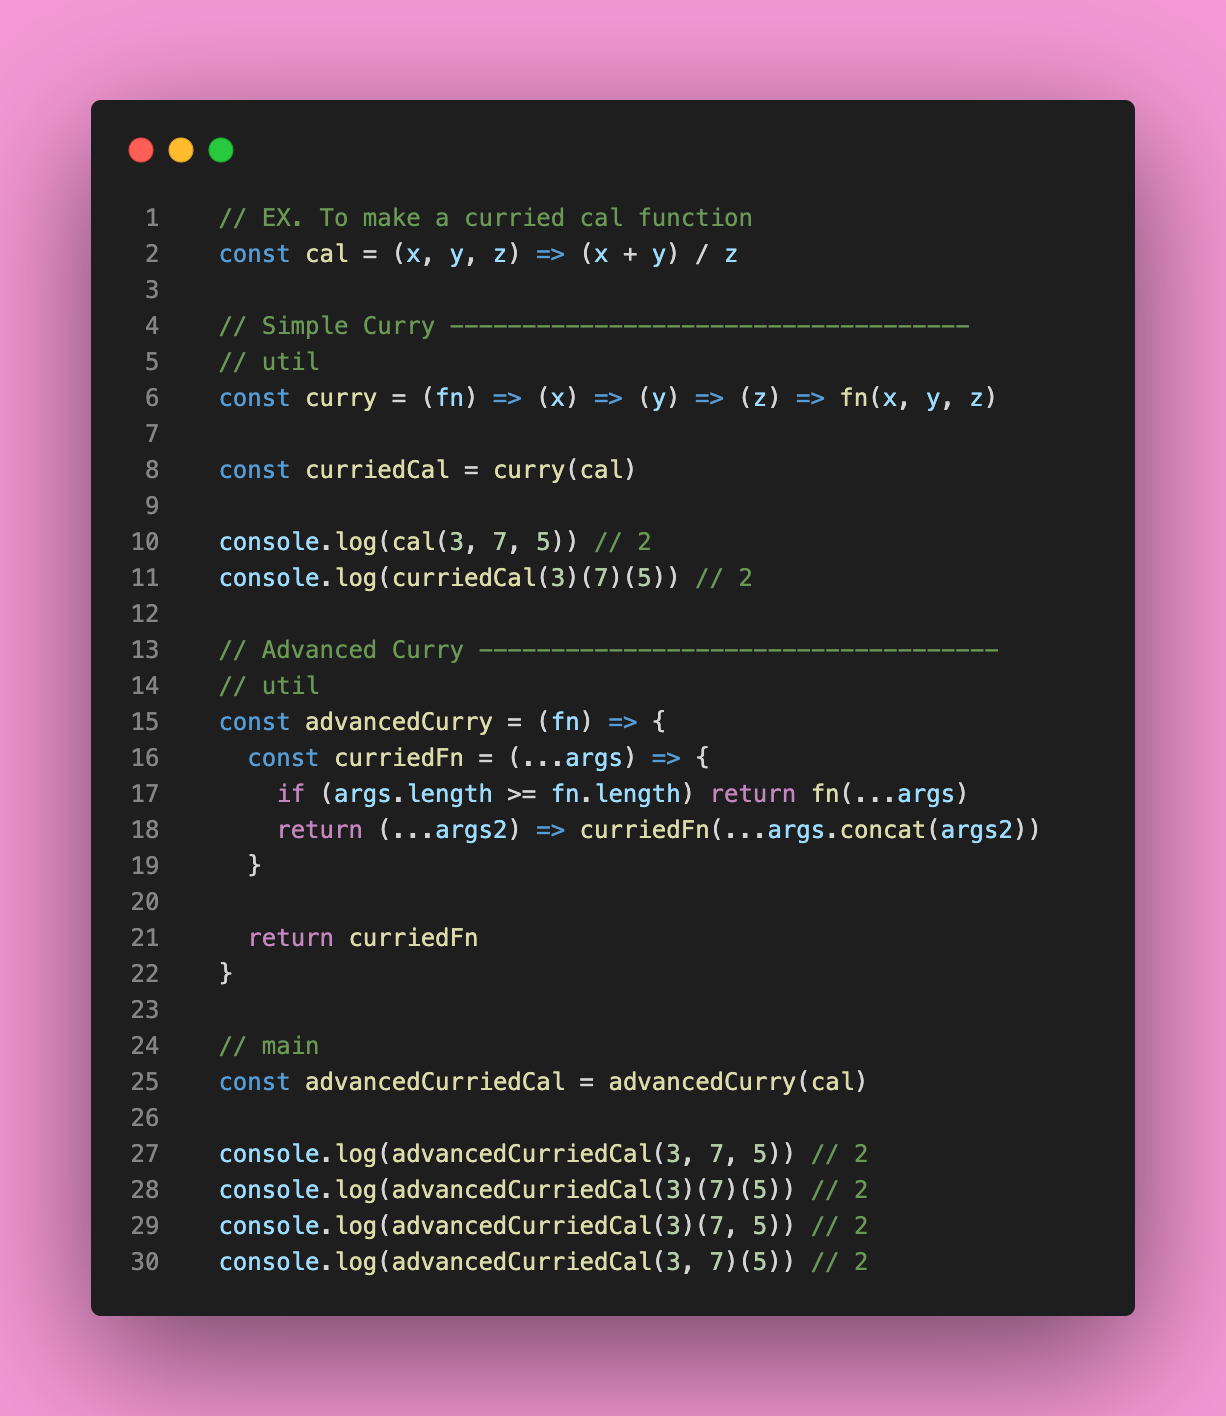 1 // EX. To make a curried cal function
2 const cal = (x, y, z) => (x + y) / z
3
4 // Simple Curry ------------------------------------
5 // util
6 const curry = (fn) => (x) => (y) => (z) => fn(x, y, z)
7
8 const curriedCal = curry(cal)
9
10 console.log(cal(3, 7, 5)) // 2
11 console.log(curriedCal(3)(7)(5)) // 2
12
13 // Advanced Curry ------------------------------------
14 // util
15 const advancedCurry = (fn) => {
16   const curriedFn = (...args) => {
17     if (args.length >= fn.length) return fn(...args)
18     return (...args2) => curriedFn(...args.concat(args2))
19   }
20
21   return curriedFn
22 }
23
24 // main
25 const advancedCurriedCal = advancedCurry(cal)
26
27 console.log(advancedCurriedCal(3, 7, 5)) // 2
28 console.log(advancedCurriedCal(3)(7)(5)) // 2
29 console.log(advancedCurriedCal(3)(7, 5)) // 2
30 console.log(advancedCurriedCal(3, 7)(5)) // 2